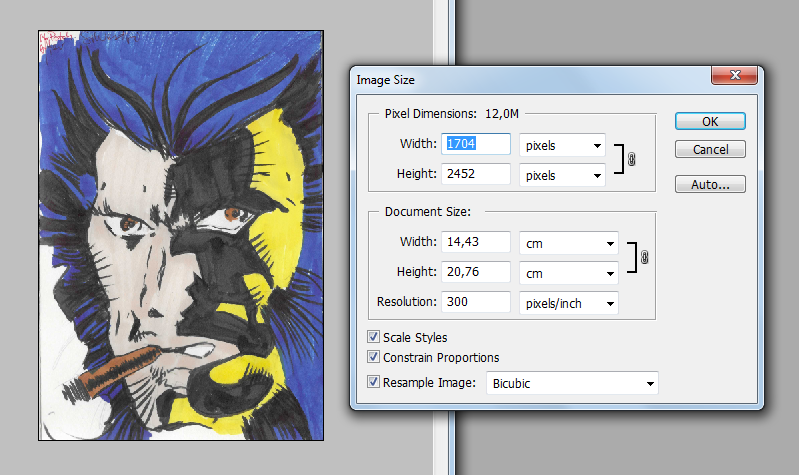 Image Size
Pixel Dimensions: 12,0M
Width: 1704 pixels
Height: 2452 pixels
Document Size:
Width: 14,43 cm
Height: 20,76 cm
Resolution: 300 pixels/inch
Scale Styles
Constrain Proportions
Resample Image: Bicubic
OK
Cancel
Auto...